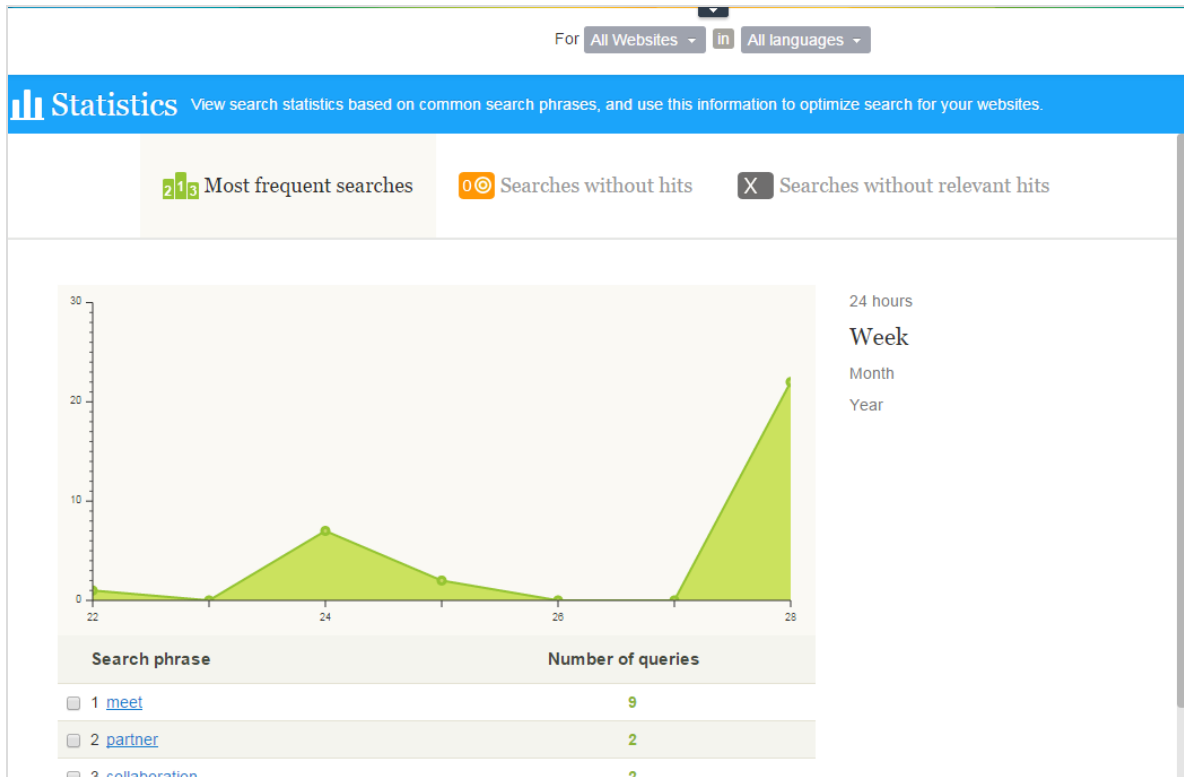 For All Websites in All languages
Statistics View search statistics based on common search phrases, and use this information to optimize search for your websites.
213 Most frequent searches 0 Searches without hits X Searches without relevant hits
30
20
10
0
22 24 26 28
24 hours
Week
Month
Year
Search phrase Number of queries
1 meet 9
2 partner 2
3 collaboration 2